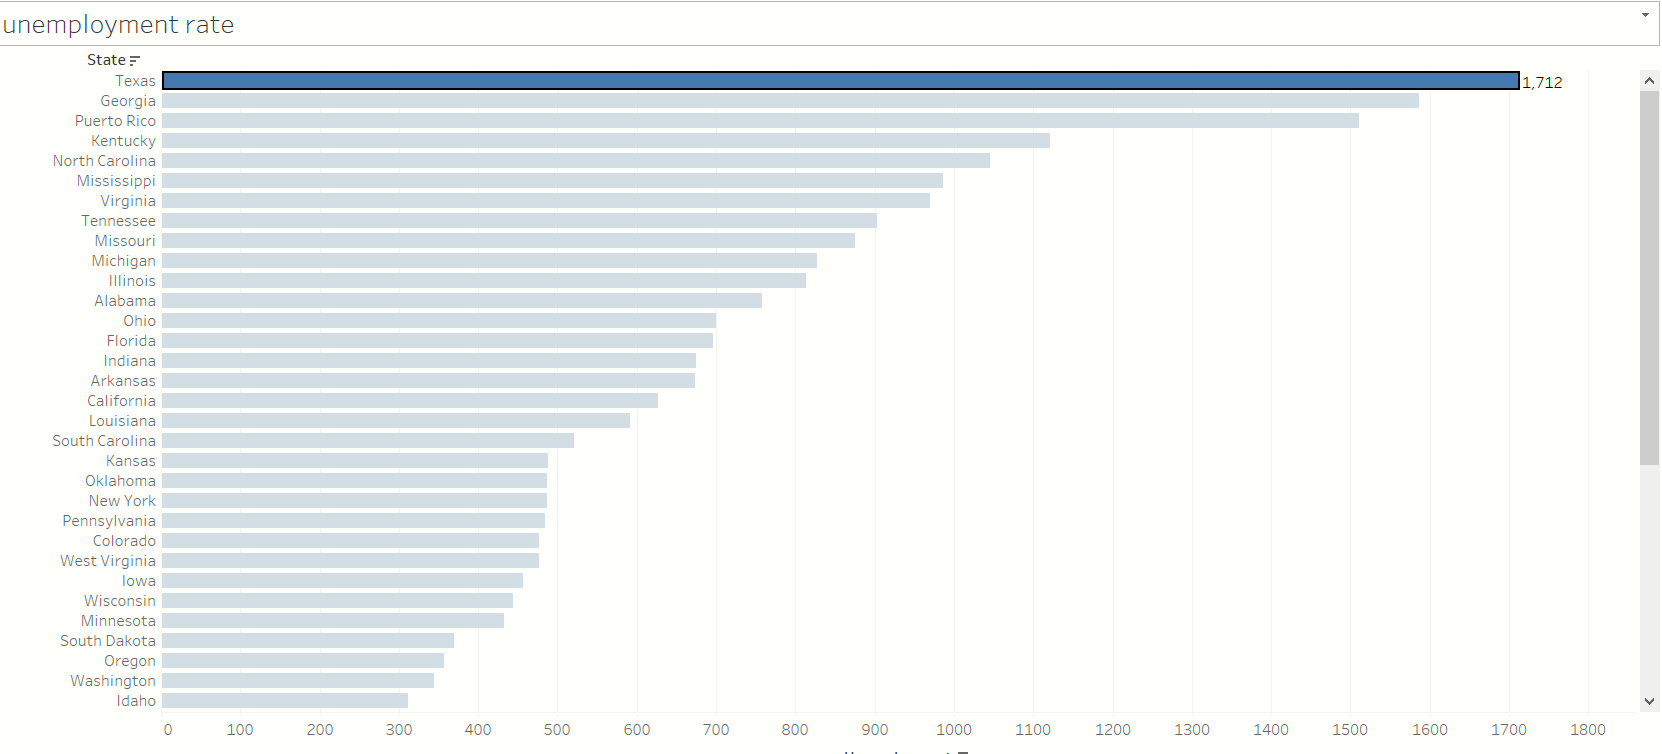 unemployment rate
State
Texas
1,712
Georgia
Puerto Rico
Kentucky
North Carolina
Mississippi
Virginia
Tennessee
Missouri
Michigan
Illinois
Alabama
Ohio
Florida
Indiana
Arkansas
California
Louisiana
South Carolina
Kansas
Oklahoma
New York
Pennsylvania
Colorado
West Virginia
Iowa
Wisconsin
Minnesota
South Dakota
Oregon
Washington
Idaho
0 100 200 300 400 500 600 700 800 900 1000 1100 1200 1300 1400 1500 1600 1700 1800